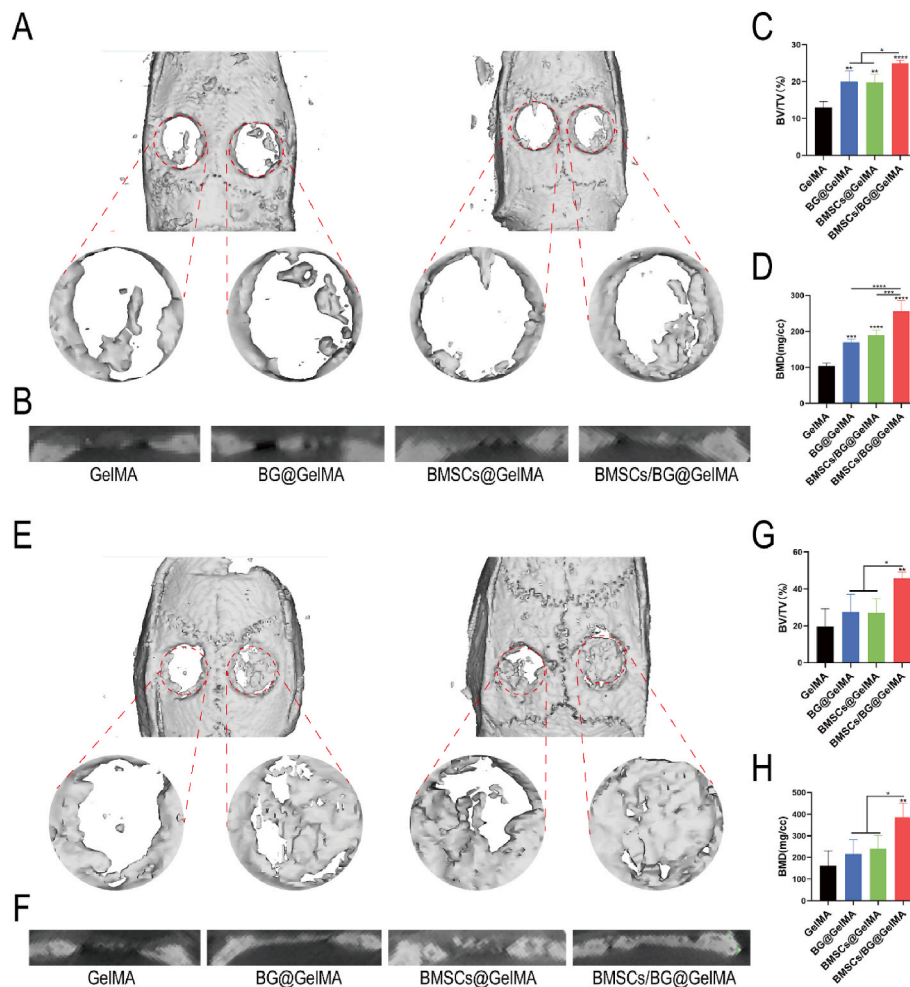 A
C
BV/TV(%)
30
20
10
0
*
**
**
****
GelMA
BG@GelMA
BMSCs@GelMA
BMSCs/BG@GelMA
D
BMD(mg/cc)
300
200
100
0
****
***
***
****
****
GelMA
BG@GelMA
BMSCs/BG@GelMA
BMSCs/BG@GelMA
B
GelMA
BG@GelMA
BMSCs@GelMA
BMSCs/BG@GelMA
E
G
BV/TV(%)
60
40
20
0
*
**
GelMA
BG@GelMA
BMSCs@GelMA
BMSCs/BG@GelMA
H
BMD(mg/cc)
500
400
300
200
100
0
*
**
GelMA
BG@GelMA
BMSCs@GelMA
BMSCs/BG@GelMA
F
GelMA
BG@GelMA
BMSCs@GelMA
BMSCs/BG@GelMA